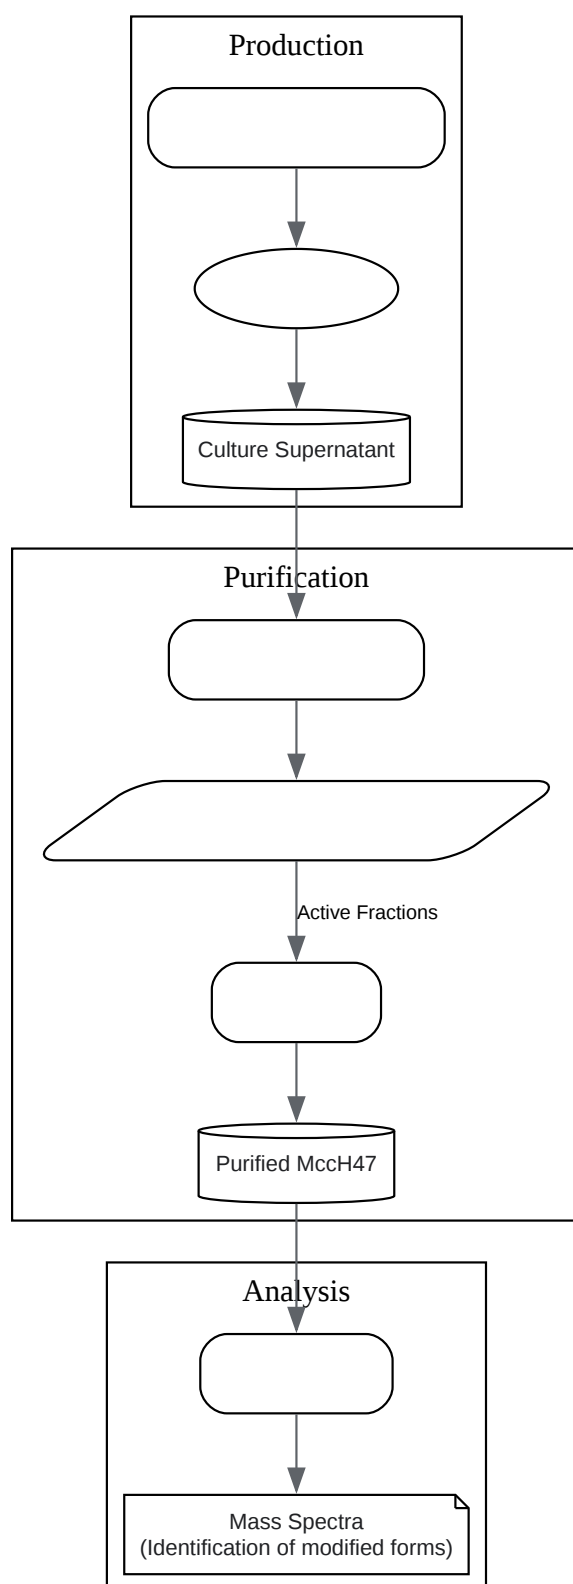 Production
Culture Supernatant
Purification
Active Fractions
Purified MccH47
Analysis
Mass Spectra
(Identification of modified forms)